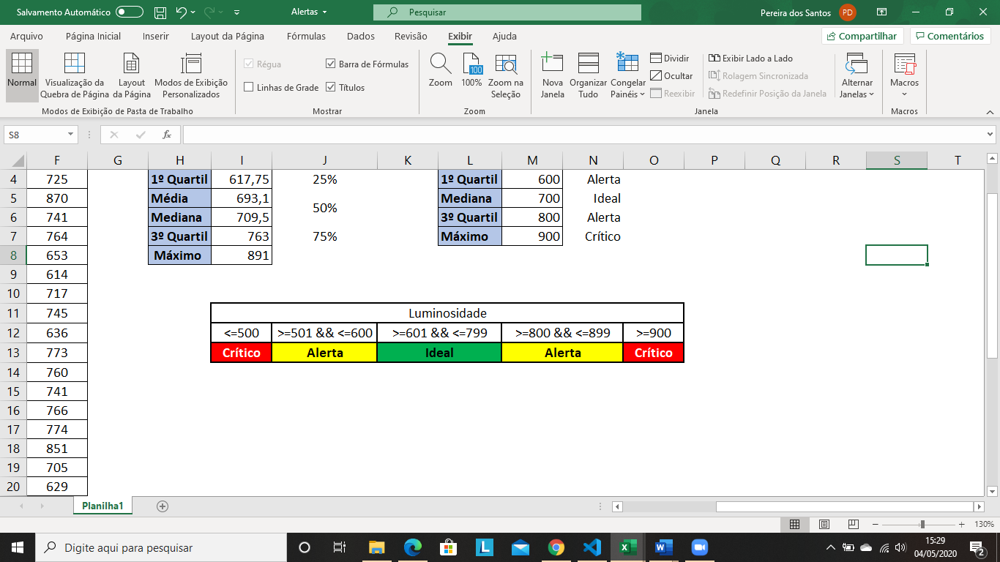 Salvamento Automático
Alertas
Pesquisar
Pereira dos Santos
PD
Arquivo Página Inicial Inserir Layout da Página Fórmulas Dados Revisão Exibir Ajuda
Compartilhar Comentários
Normal
Visualização da Quebra de Página
Layout da Página
Modos de Exibição Personalizados
Modos de Exibição de Pasta de Trabalho
Régua
Barra de Fórmulas
Linhas de Grade
Títulos
Mostrar
Zoom
100
100%
Zoom na Seleção
Zoom
Nova Janela
Organizar Tudo
Congelar Painéis
Dividir
Ocultar
Reexibir
Exibir Lado a Lado
Rolagem Sincronizada
Redefinir Posição da Janela
Alternar Janelas
Janela
Macros
Macros
S8
fx
F G H I J K L M N O P Q R S T
4 725 1º Quartil 617,75 25% 1º Quartil 600 Alerta
5 870 Média 693,1 Mediana 700 Ideal
50%
6 741 Mediana 709,5 3º Quartil 800 Alerta
7 764 3º Quartil 763 75% Máximo 900 Crítico
8 653 Máximo 891
9 614
10 717
11 745 Luminosidade
12 636 <=500 >=501 && <=600 >=601 && <=799 >=800 && <=899 >=900
13 773 Crítico Alerta Ideal Alerta Crítico
14 760
15 741
16 766
17 774
18 851
19 705
20 629
Planilha1
130%
Digite aqui para pesquisar
L
X
W
15:29
04/05/2020
2